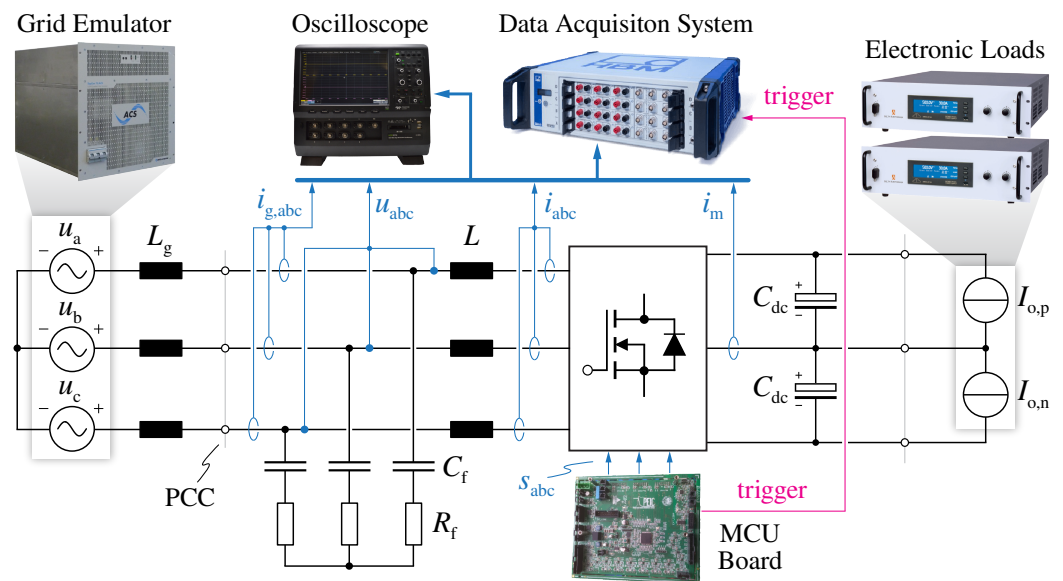 Grid Emulator
Oscilloscope
Data Acquisiton System
Electronic Loads
ACS
HBM
trigger
i_g,abc
u_abc
i_abc
i_m
u_a
L_g
L
u_b
u_c
C_dc
C_dc
I_o,p
I_o,n
− +
− +
− +
+ −
+ −
PCC
C_f
R_f
s_abc
trigger
MCU
Board